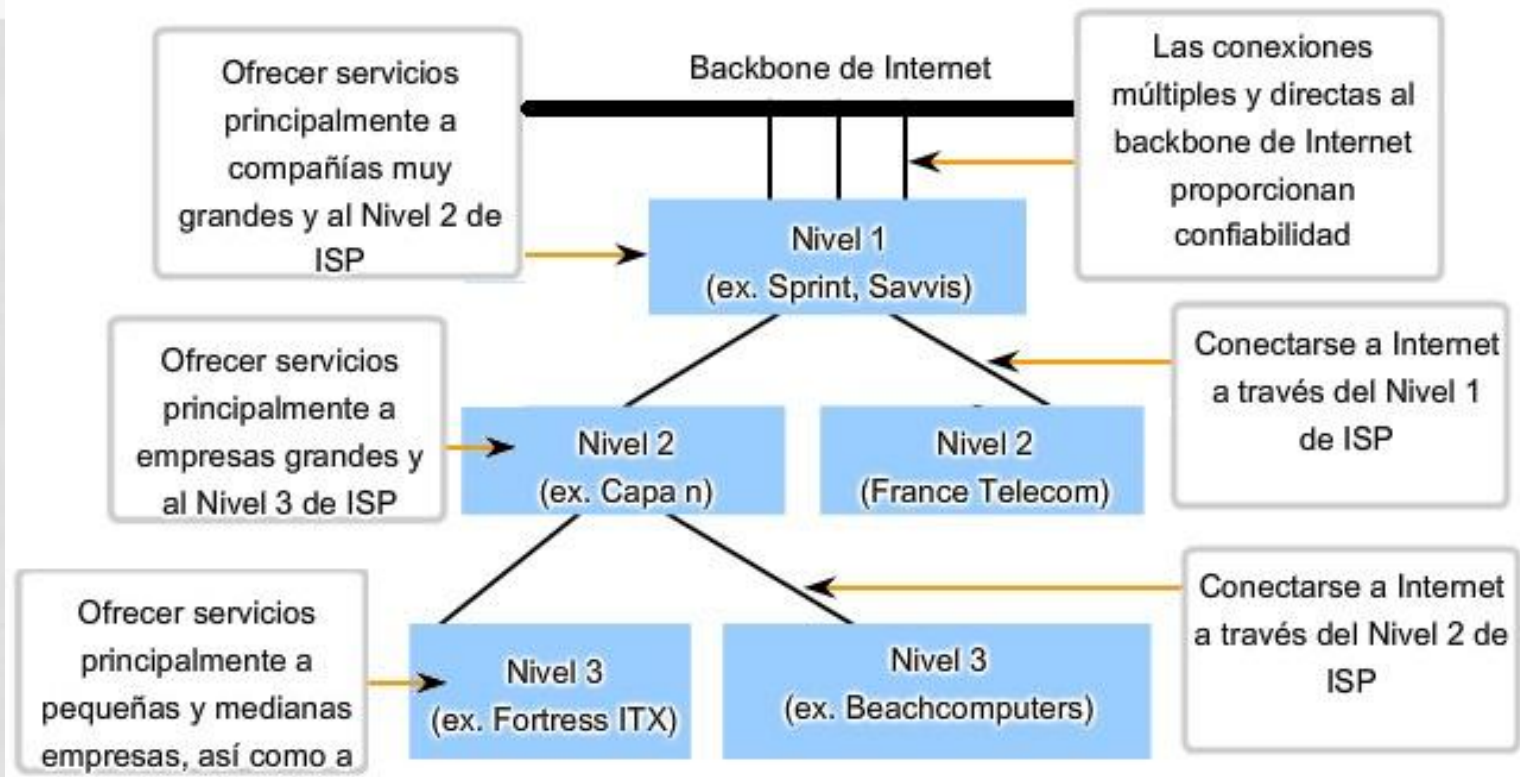 Backbone de Internet
Ofrecer servicios
principalmente a
compañías muy
grandes y al Nivel 2 de
ISP
Las conexiones
múltiples y directas al
backbone de Internet
proporcionan
confiabilidad
Nivel 1
(ex. Sprint, Savvis)
Ofrecer servicios
principalmente a
empresas grandes y
al Nivel 3 de ISP
Nivel 2
(ex. Capa n)
Nivel 2
(France Telecom)
Conectarse a Internet
a través del Nivel 1
de ISP
Ofrecer servicios
principalmente a
pequeñas y medianas
empresas, así como a
Nivel 3
(ex. Fortress ITX)
Nivel 3
(ex. Beachcomputers)
Conectarse a Internet
a través del Nivel 2 de
ISP